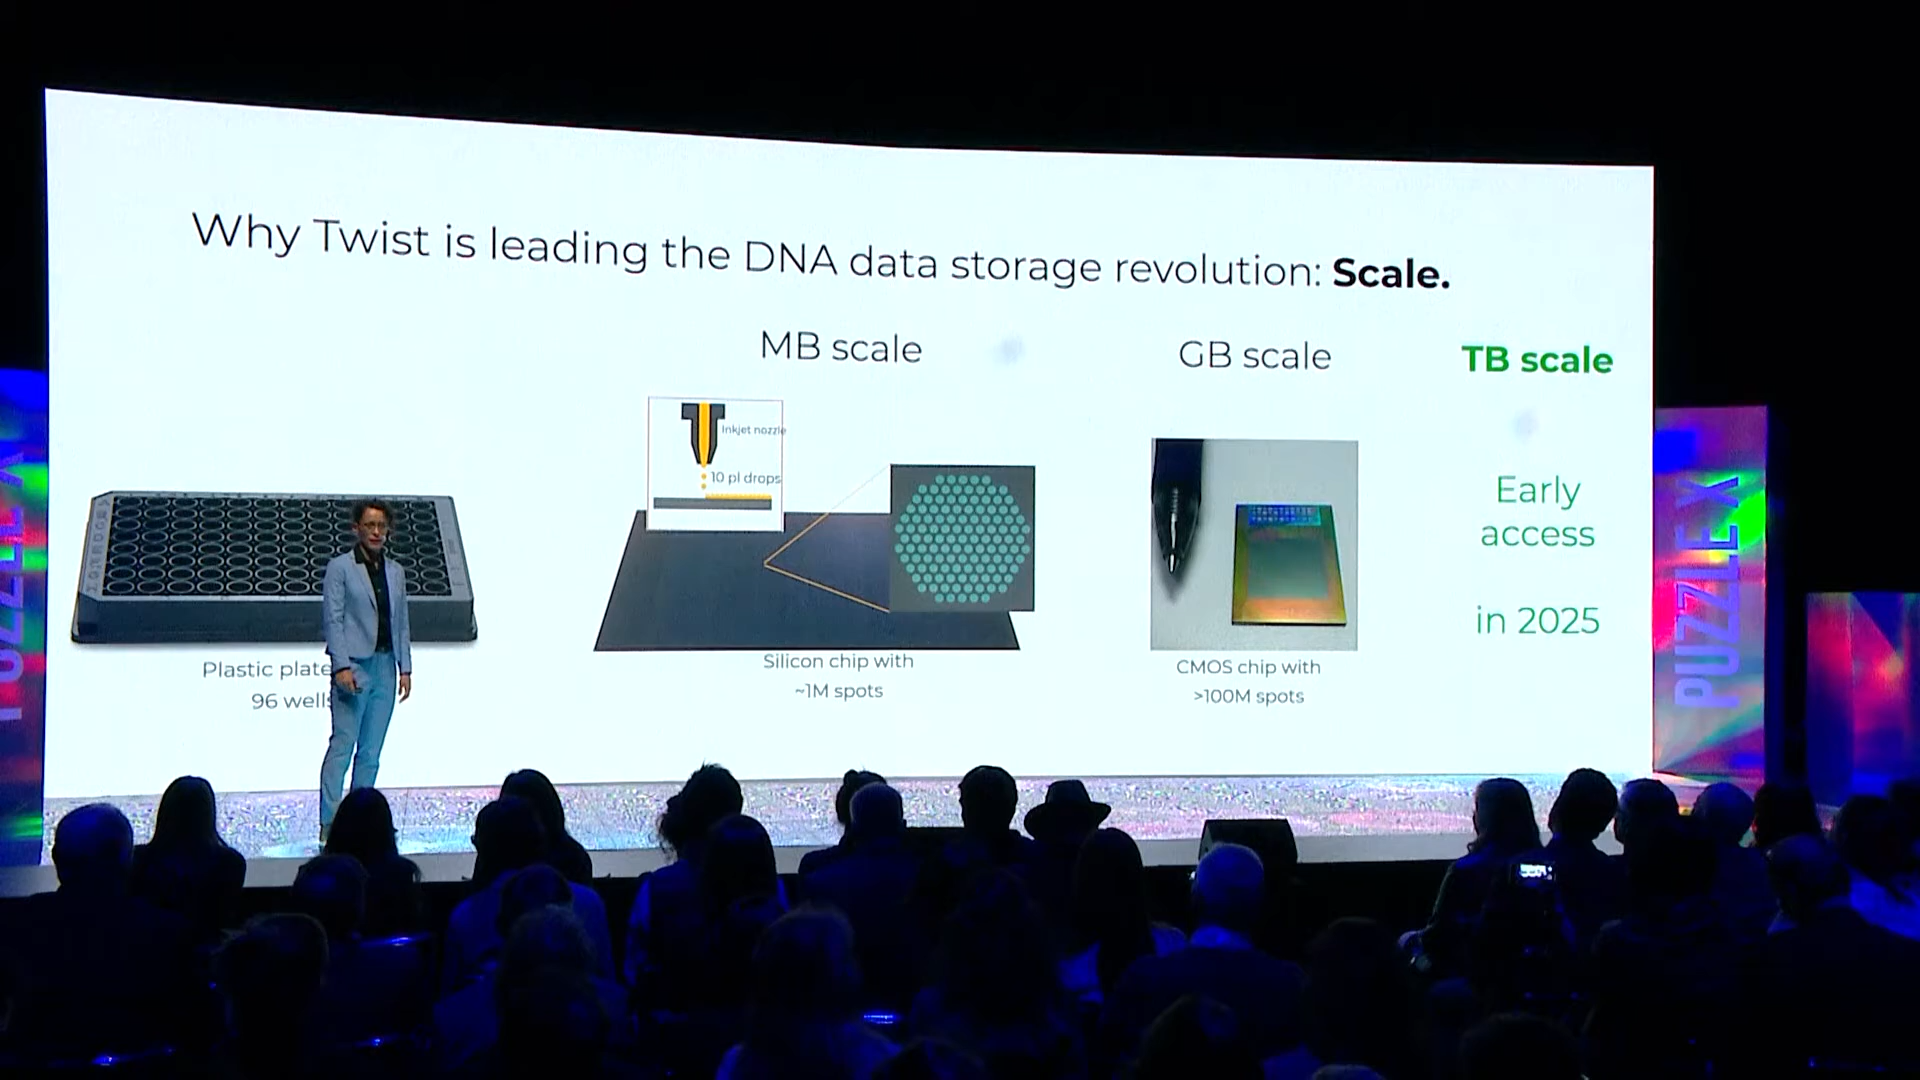 Why Twist is leading the DNA data storage revolution: Scale.
MB scale
GB scale
TB scale
Inkjet nozzle
10 pl drops
Early
access
in 2025
Plastic plate
96 wells
Silicon chip with
~1M spots
CMOS chip with
>100M spots
PUZZLE X
PUZZLE X